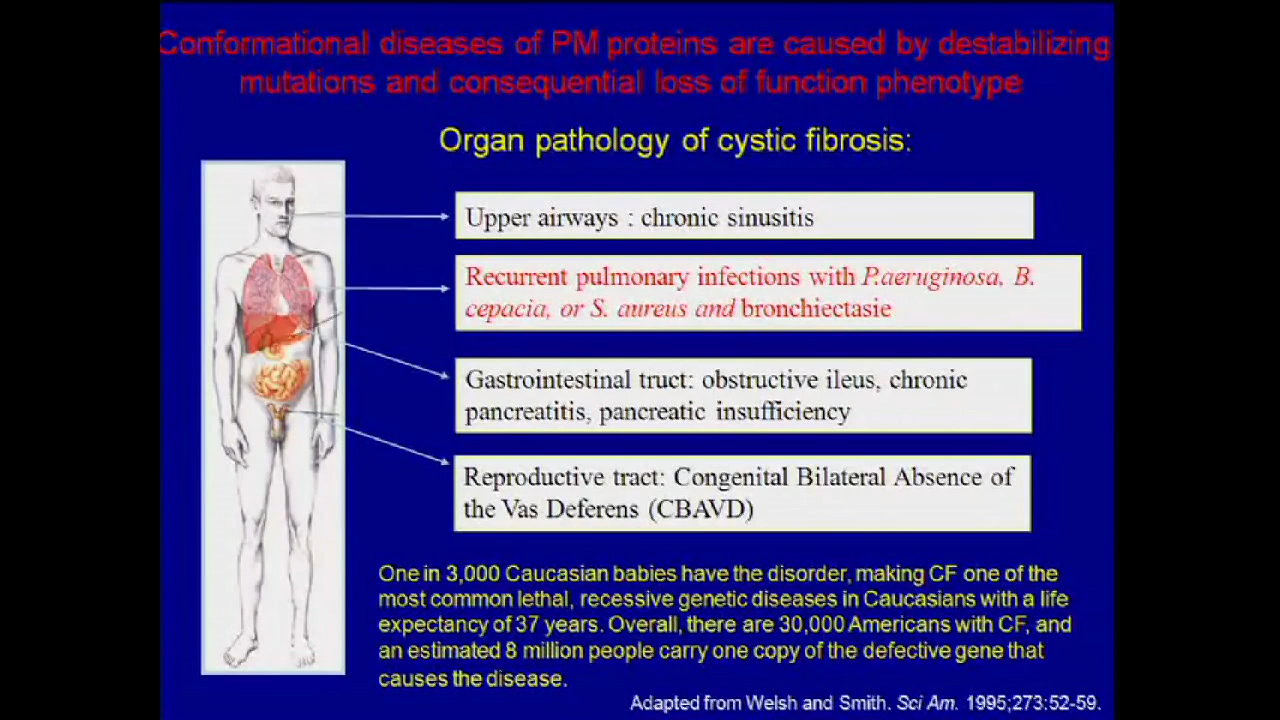 Conformational diseases of PM proteins are caused by destabilizing
mutations and consequential loss of function phenotype
Organ pathology of cystic fibrosis:
Upper airways : chronic sinusitis
Recurrent pulmonary infections with P.aeruginosa, B.
cepacia, or S. aureus and bronchiectasie
Gastrointestinal truct: obstructive ileus, chronic
pancreatitis, pancreatic insufficiency
Reproductive tract: Congenital Bilateral Absence of
the Vas Deferens (CBAVD)
One in 3,000 Caucasian babies have the disorder, making CF one of the
most common lethal, recessive genetic diseases in Caucasians with a life
expectancy of 37 years. Overall, there are 30,000 Americans with CF, and
an estimated 8 million people carry one copy of the defective gene that
causes the disease.
Adapted from Welsh and Smith. Sci Am. 1995;273:52-59.